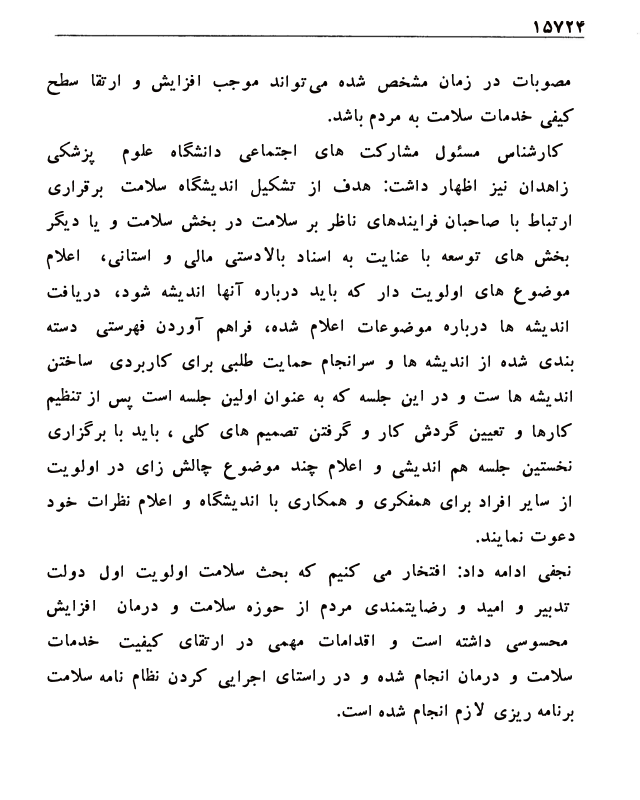 ۱۵۷۲۴
مصوبات در زمان مشخص شده می‌تواند موجب افزایش و ارتقا سطح
کیفی خدمات سلامت به مردم باشد.
کارشناس مسئول مشارکت های اجتماعی دانشگاه علوم پزشکی
زاهدان نیز اظهار داشت: هدف از تشکیل اندیشگاه سلامت برقراری
ارتباط با صاحبان فرایندهای ناظر بر سلامت در بخش سلامت و یا دیگر
بخش های توسعه با عنایت به اسناد بالادستی مالی و استانی، اعلام
موضوع های اولویت دار که باید درباره آنها اندیشه شود، دریافت
اندیشه ها درباره موضوعات اعلام شده، فراهم آوردن فهرستی دسته
بندی شده از اندیشه ها و سرانجام حمایت طلبی برای کاربردی ساختن
اندیشه ها ست و در این جلسه که به عنوان اولین جلسه است پس از تنظیم
کارها و تعیین گردش کار و گرفتن تصمیم های کلی ، باید با برگزاری
نخستین جلسه هم اندیشی و اعلام چند موضوع چالش زای در اولویت
از سایر افراد برای همفکری و همکاری با اندیشگاه و اعلام نظرات خود
دعوت نمایند.
نجفی ادامه داد: افتخار می کنیم که بحث سلامت اولویت اول دولت
تدبیر و امید و رضایتمندی مردم از حوزه سلامت و درمان افزایش
محسوسی داشته است و اقدامات مهمی در ارتقای کیفیت خدمات
سلامت و درمان انجام شده و در راستای اجرایی کردن نظام نامه سلامت
برنامه ریزی لازم انجام شده است.